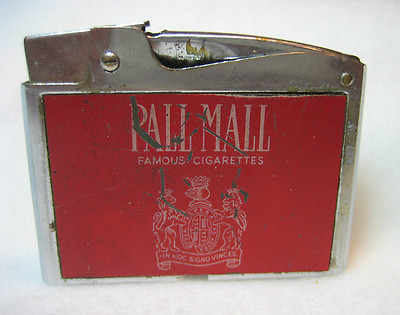 PALL MALL
FAMOUS CIGARETTES
IN HOC SIGNO VINCES